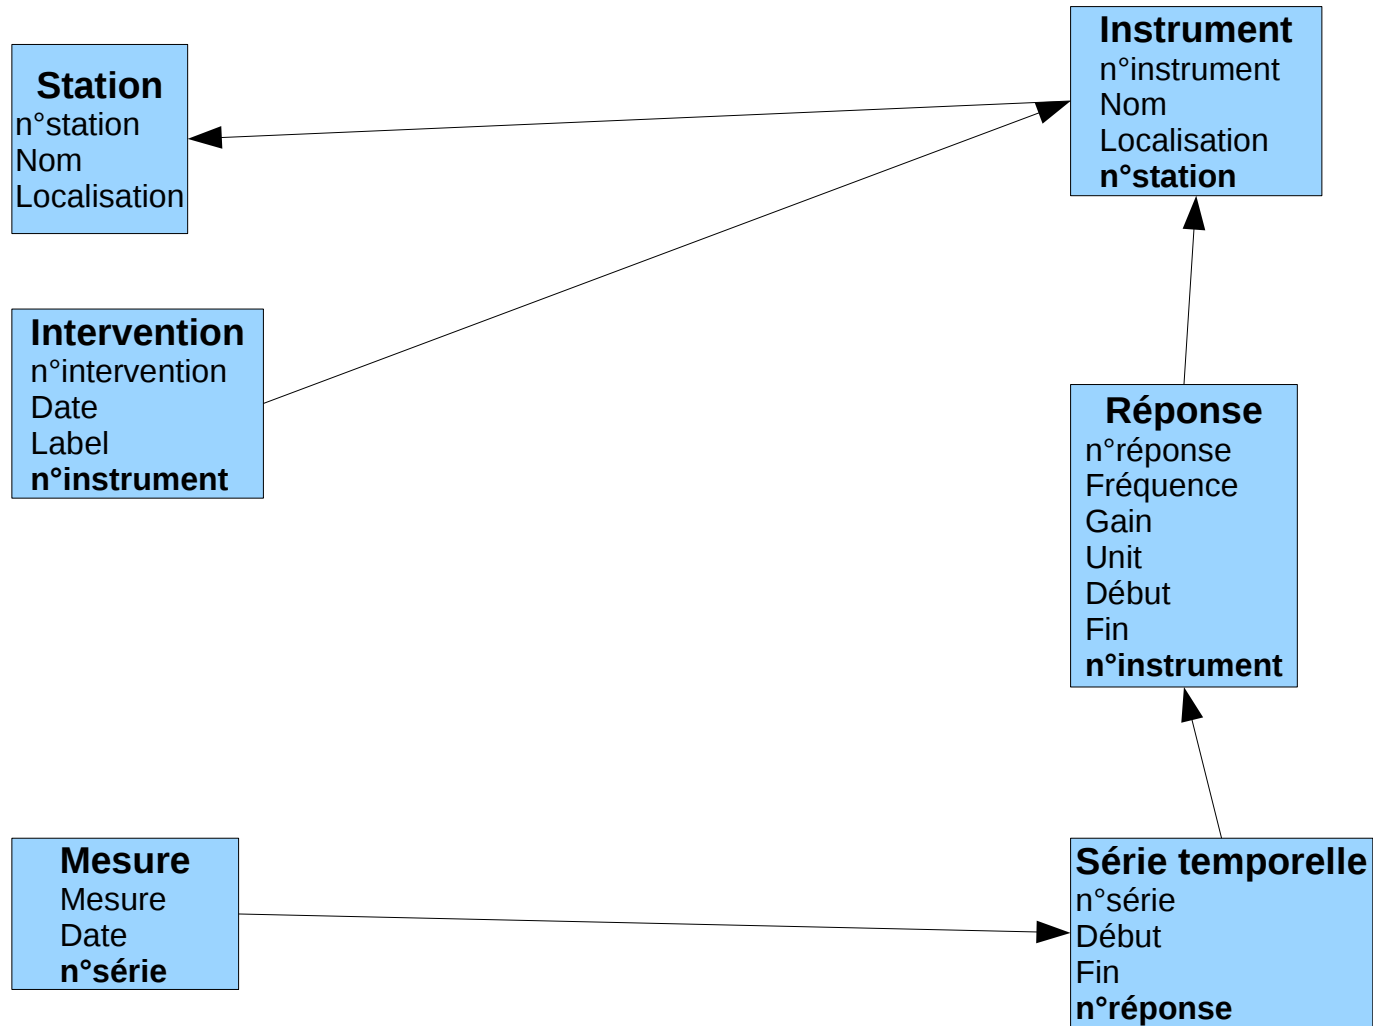 Station
n°station
Nom
Localisation
Instrument
n°instrument
Nom
Localisation
n°station
Intervention
n°intervention
Date
Label
n°instrument
Réponse
n°réponse
Fréquence
Gain
Unit
Début
Fin
n°instrument
Mesure
Mesure
Date
n°série
Série temporelle
n°série
Début
Fin
n°réponse